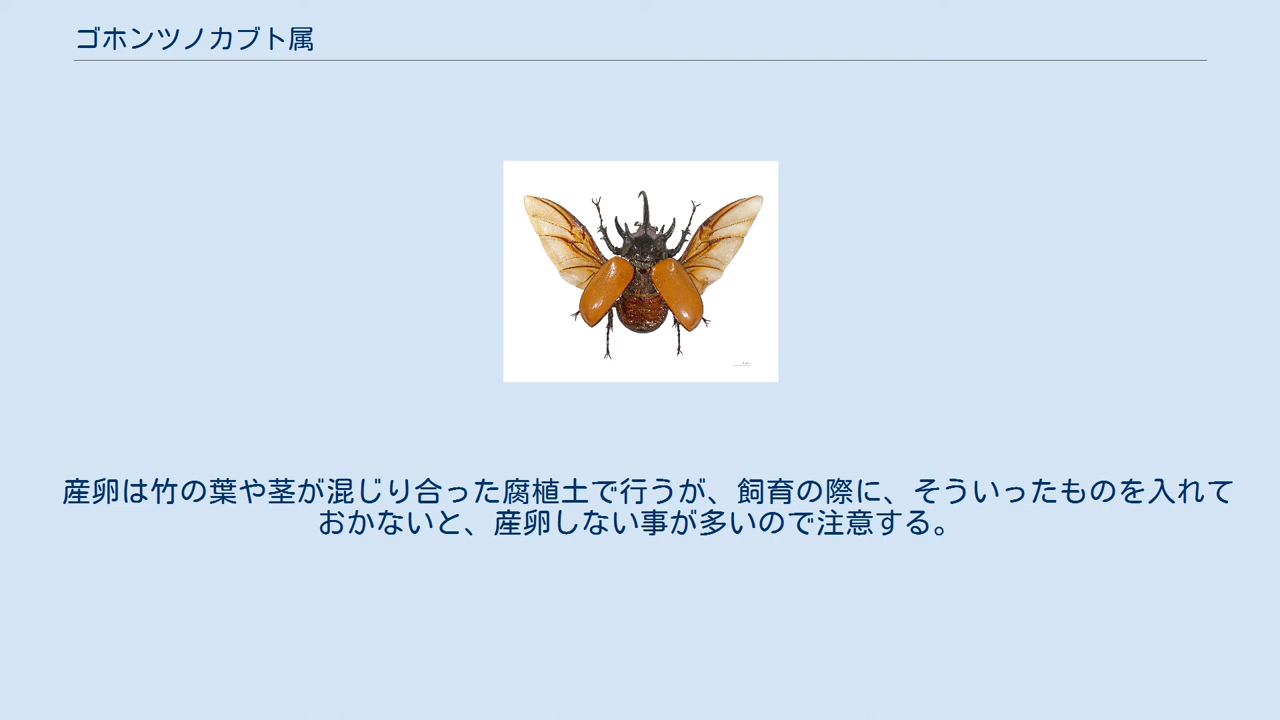 ゴホンツノカブト属
産卵は竹の葉や茎が混じり合った腐植土で行うが、飼育の際に、そういったものを入れて
おかないと、産卵しない事が多いので注意する。